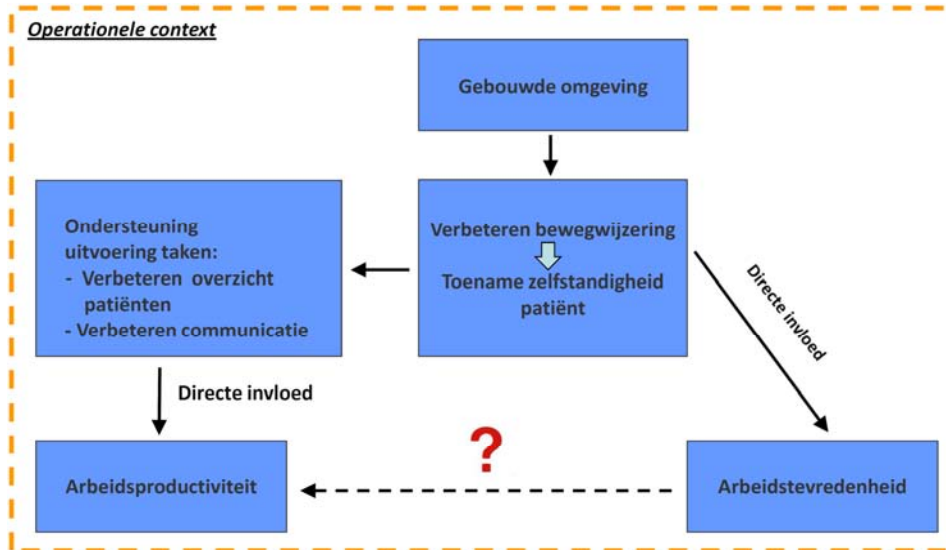 Operationele context
Gebouwde omgeving
Ondersteuning
uitvoering taken:
- Verbeteren overzicht
patiënten
- Verbeteren communicatie
Verbeteren bewegwijzering
Toename zelfstandigheid
patiënt
Directe invloed
Directe invloed
?
Arbeidsproductiviteit
Arbeidstevredenheid